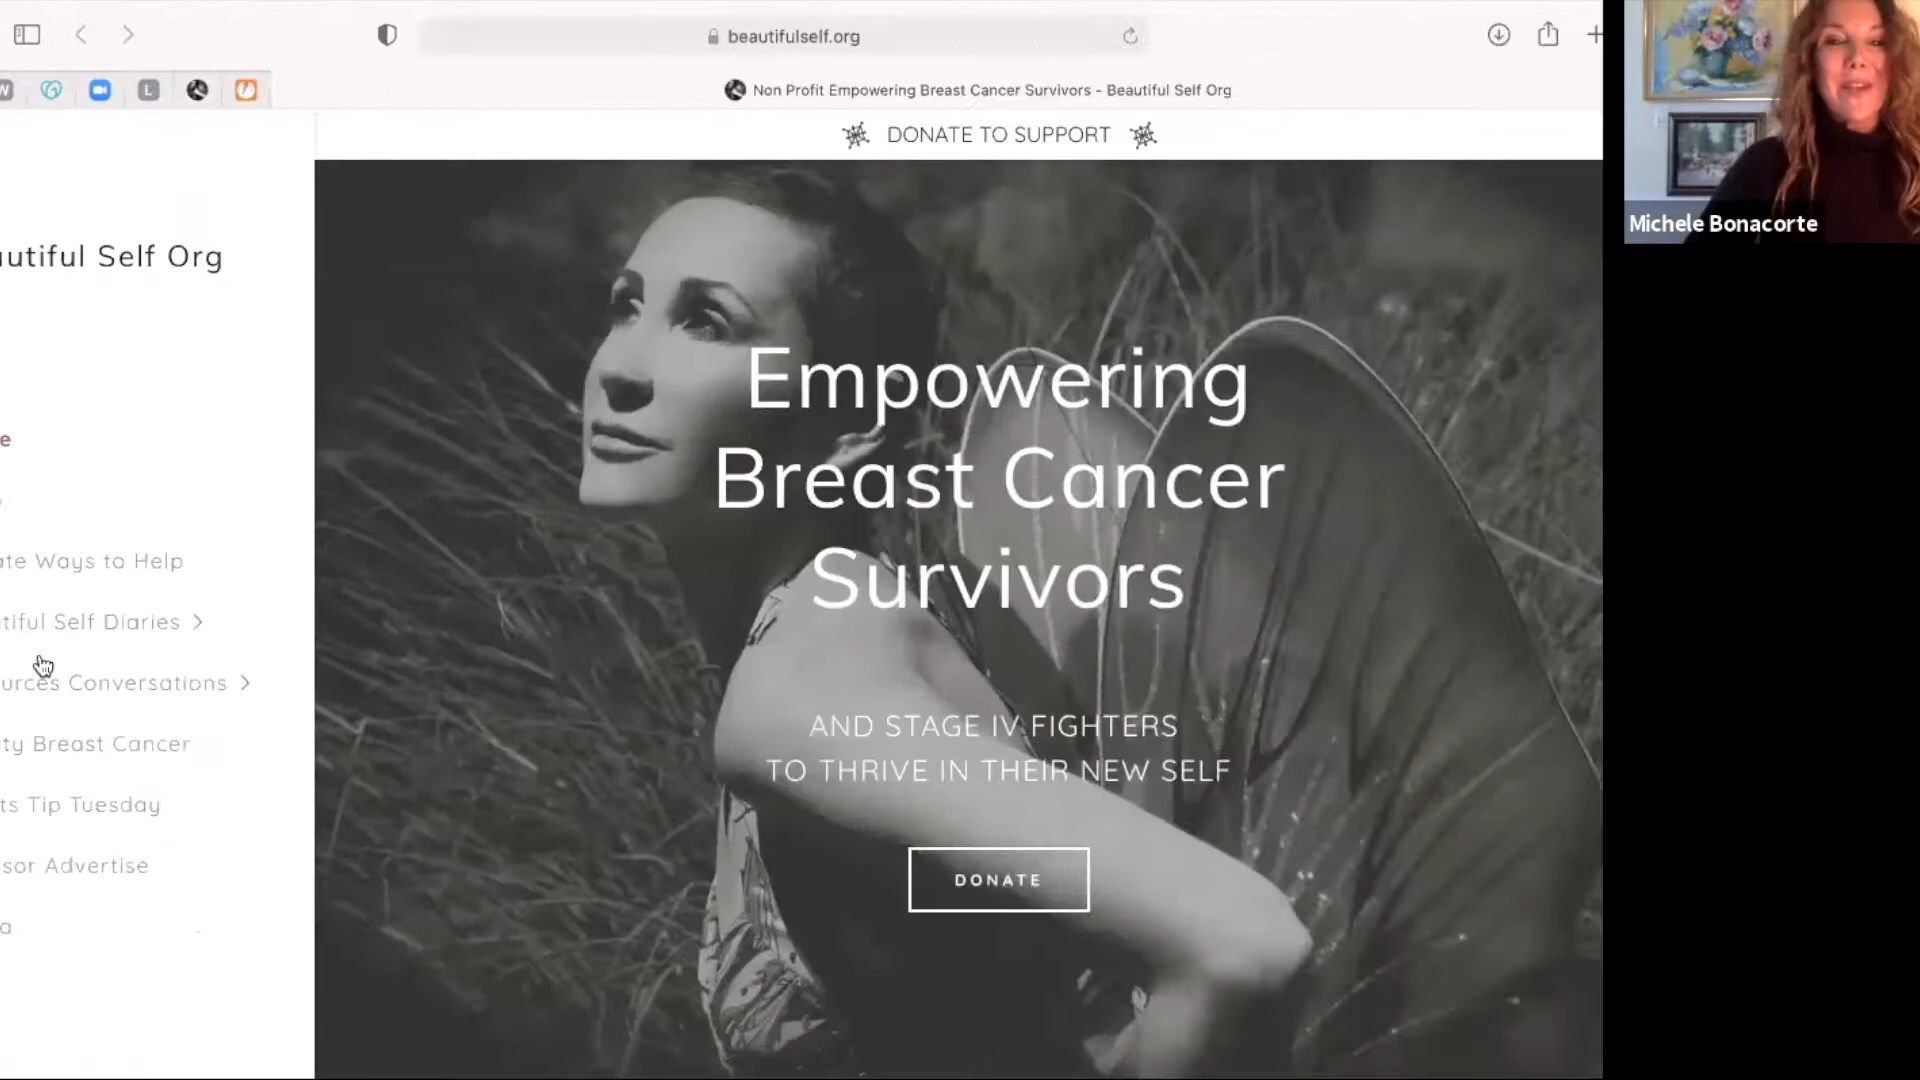 beautifulself.org
W
L
Non Profit Empowering Breast Cancer Survivors - Beautiful Self Org
DONATE TO SUPPORT
Michele Bonacorte
autiful Self Org
e
ate Ways to Help
tiful Self Diaries
urces Conversations
ty Breast Cancer
ts Tip Tuesday
sor Advertise
a
Empowering
Breast Cancer
Survivors
AND STAGE IV FIGHTERS
TO THRIVE IN THEIR NEW SELF
DONATE